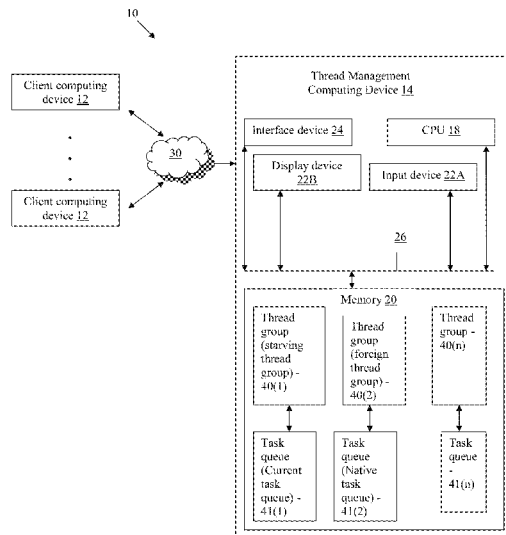 10
Client computing
device 12
Client computing
device 12
30
Thread Management
Computing Device 14
Interface device 24
CPU 18
Display device
22B
Input device 22A
26
Memory 20
Thread
group
(starving
thread
group) -
40(1)
Thread
group
(foreign
thread
group) -
40(2)
Thread
group -
40(n)
Task
queue
(Current
task
queue) -
41(1)
Task
queue
(Native
task
queue) -
41(2)
Task
queue
-
41(n)